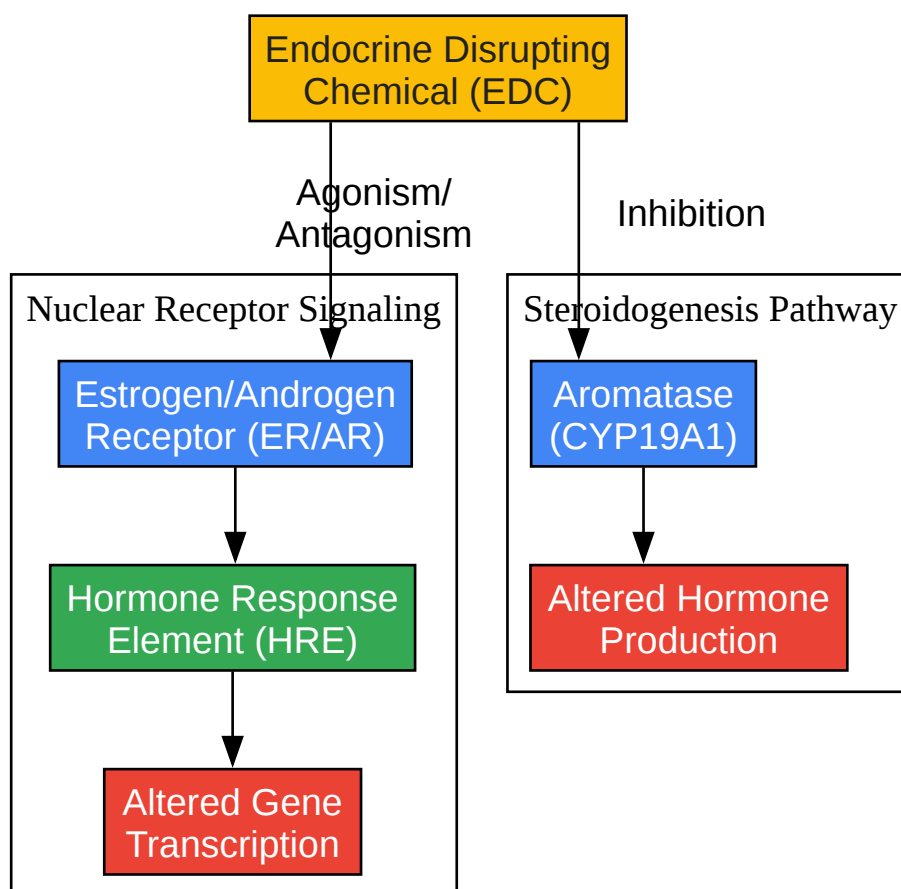 Endocrine Disrupting
Chemical (EDC)
Agonism/
Antagonism
Inhibition
Nuclear Receptor Signaling
Estrogen/Androgen
Receptor (ER/AR)
Hormone Response
Element (HRE)
Altered Gene
Transcription
Steroidogenesis Pathway
Aromatase
(CYP19A1)
Altered Hormone
Production